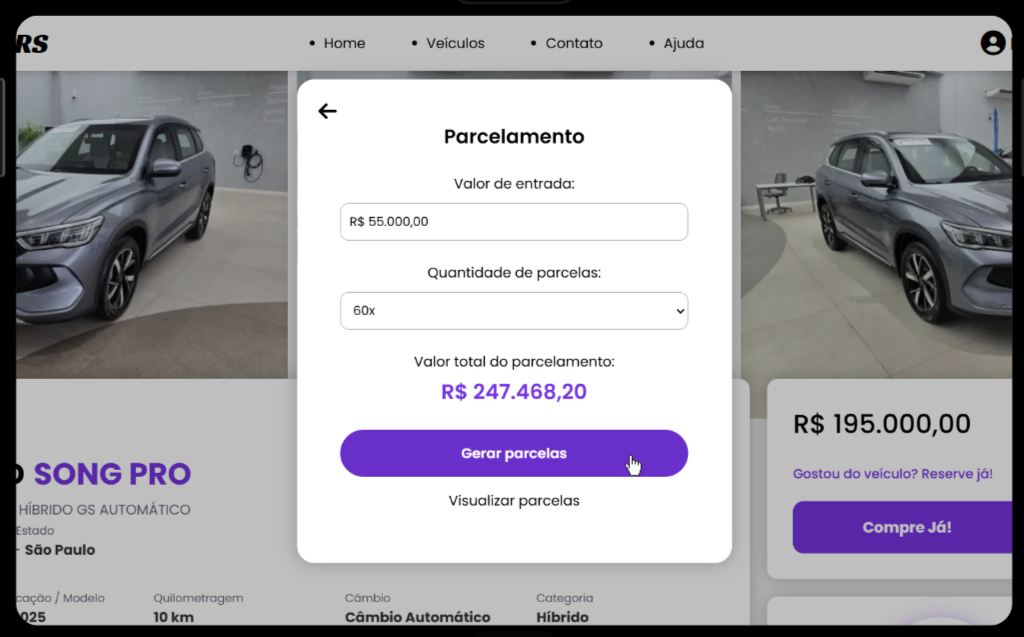 RS
Home
Veículos
Contato
Ajuda
Parcelamento
Valor de entrada:
R$ 55.000,00
Quantidade de parcelas:
60x
Valor total do parcelamento:
R$ 247.468,20
Gerar parcelas
Visualizar parcelas
R$ 195.000,00
Gostou do veículo? Reserve já!
Compre Já!
SONG PRO
HÍBRIDO GS AUTOMÁTICO
Estado
- São Paulo
cação / Modelo
025
Quilometragem
10 km
Câmbio
Câmbio Automático
Categoria
Híbrido